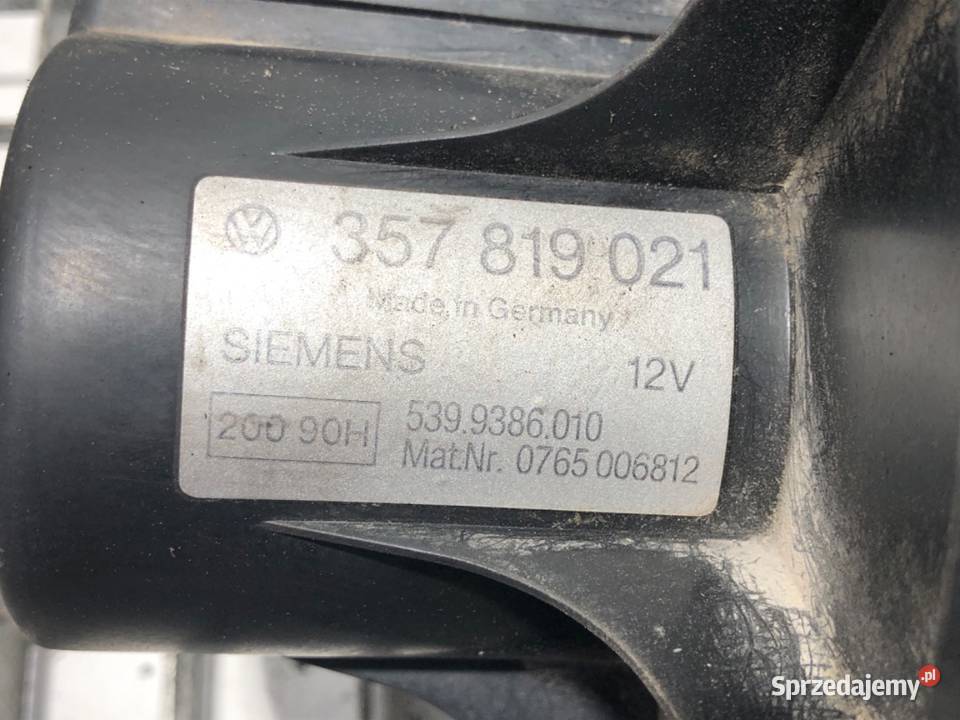 357 819 021
Made in Germany
SIEMENS 12V
200 90H 539.9386.010
Mat.Nr. 0765 006812
Sprzedajemy.pl